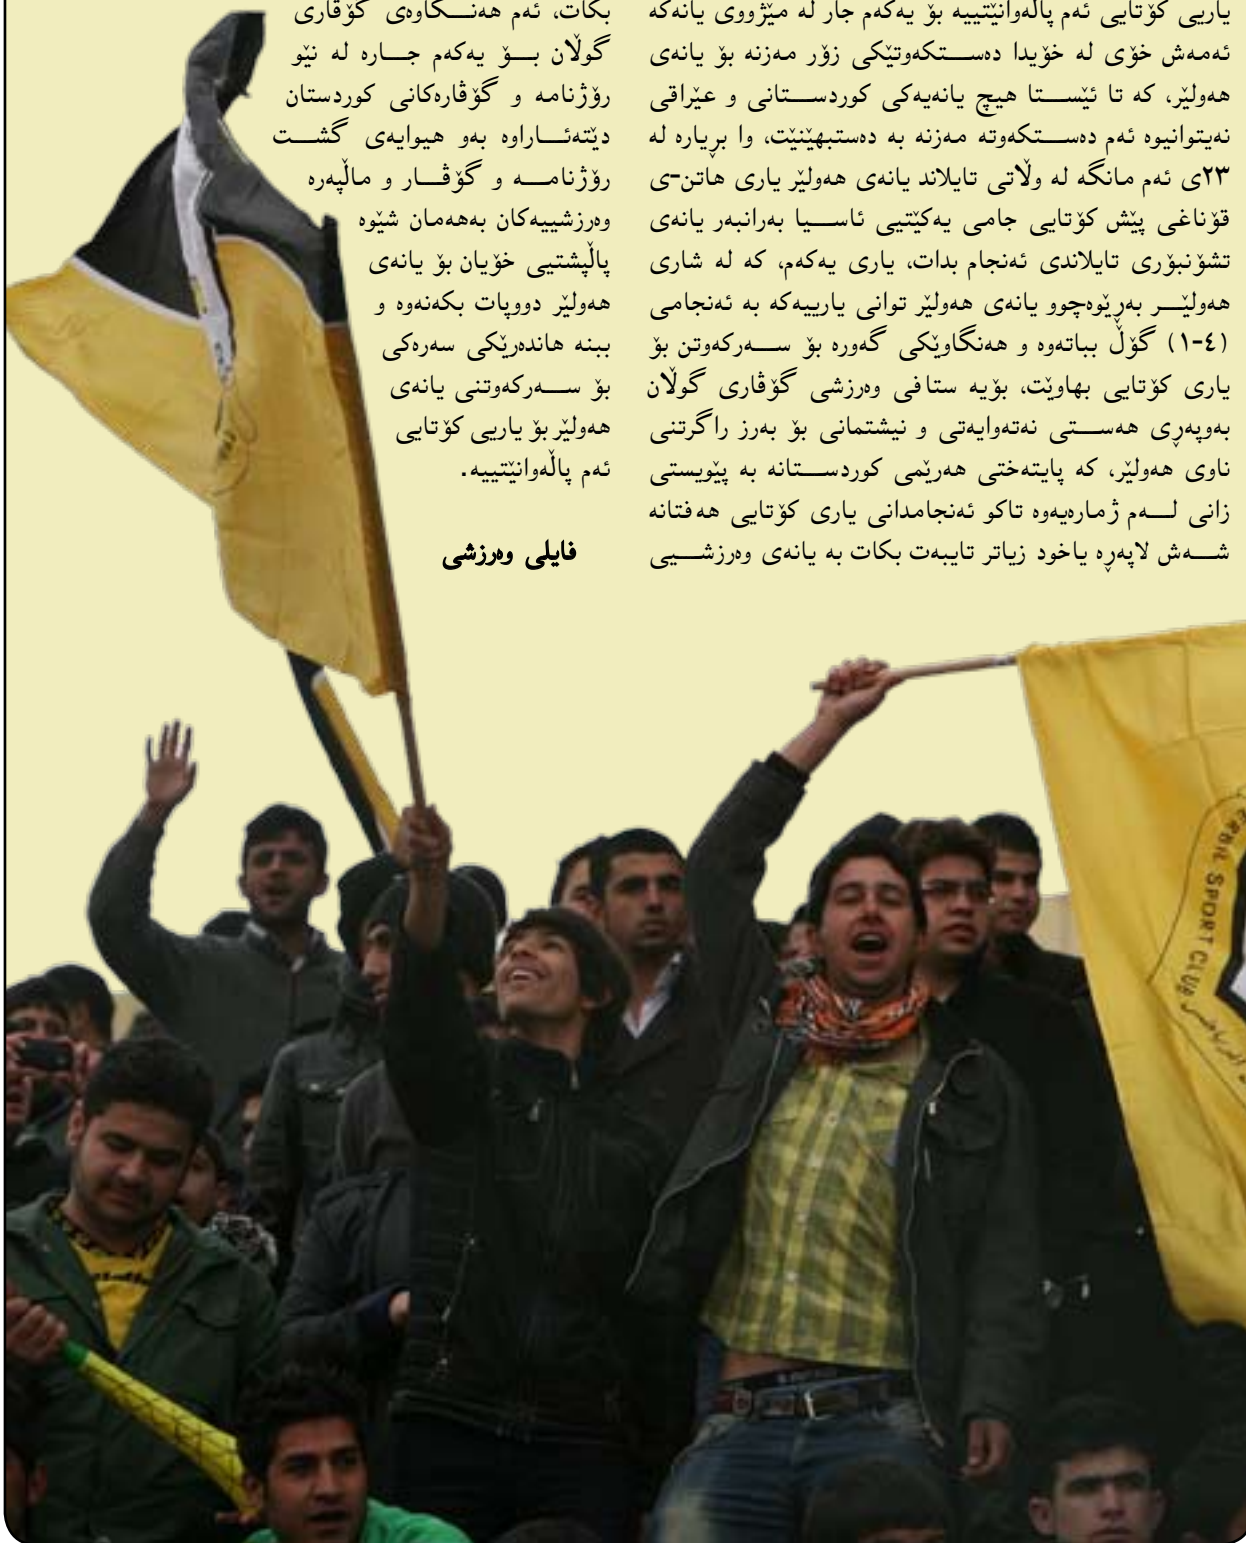 یاریی کۆتایی ئەم پاڵەوانێتییە بۆ یەکەم جار لە مێژووی یانەکە
ئەمەش خۆی لە خۆیدا دەستکەوتێکی زۆر مەزنە بۆ یانەی
هەولێر، کە تا ئێستا هیچ یانەیەکی کوردستانی و عێراقی
نەیتوانیوە ئەم دەستکەوتە مەزنە بە دەستبهێنێت، وا بڕیارە لە
٢٣ی ئەم مانگە لە وڵاتی تایلاند یانەی هەولێر یاری هاتن-ی
قۆناغی پێش کۆتایی جامی یەکێتیی ئاسیا بەرانبەر یانەی
تشۆنبۆری تایلاندی ئەنجام بدات، یاری یەکەم، کە لە شاری
هەولێر بەڕێوەچوو یانەی هەولێر توانی یارییەکە بە ئەنجامی
(٤-١) گۆڵ بباتەوە و هەنگاوێکی گەورە بۆ سەرکەوتن بۆ
یاری کۆتایی بهاوێت، بۆیە ستافی وەرزشی گۆڤاری گوڵان
بەوپەڕی هەستی نەتەوایەتی و نیشتمانی بۆ بەرز راگرتنی
ناوی هەولێر، کە پایتەختی هەرێمی کوردستانە بە پێویستی
زانی لەم ژمارەیەوە تاکو ئەنجامدانی یاری کۆتایی هەفتانە
شەش لاپەڕە یاخود زیاتر تایبەت بکات بە یانەی وەرزشیی
بکات، ئەم هەنگاوەی گۆڤاری
گوڵان بۆ یەکەم جارە لە نێو
رۆژنامە و گۆڤارەکانی کوردستان
دێتەئاراوە بەو هیوایەی گشت
رۆژنامە و گۆڤار و ماڵپەرە
وەرزشییەکان بەهەمان شێوە
پاڵپشتیی خۆیان بۆ یانەی
هەولێر دووپات بکەنەوە و
ببنە هاندەرێکی سەرەکی
بۆ سەرکەوتنی یانەی
هەولێر بۆ یاریی کۆتایی
ئەم پاڵەوانێتییە.
فایلی وەرزشی
ERBIL SPORT CLUB